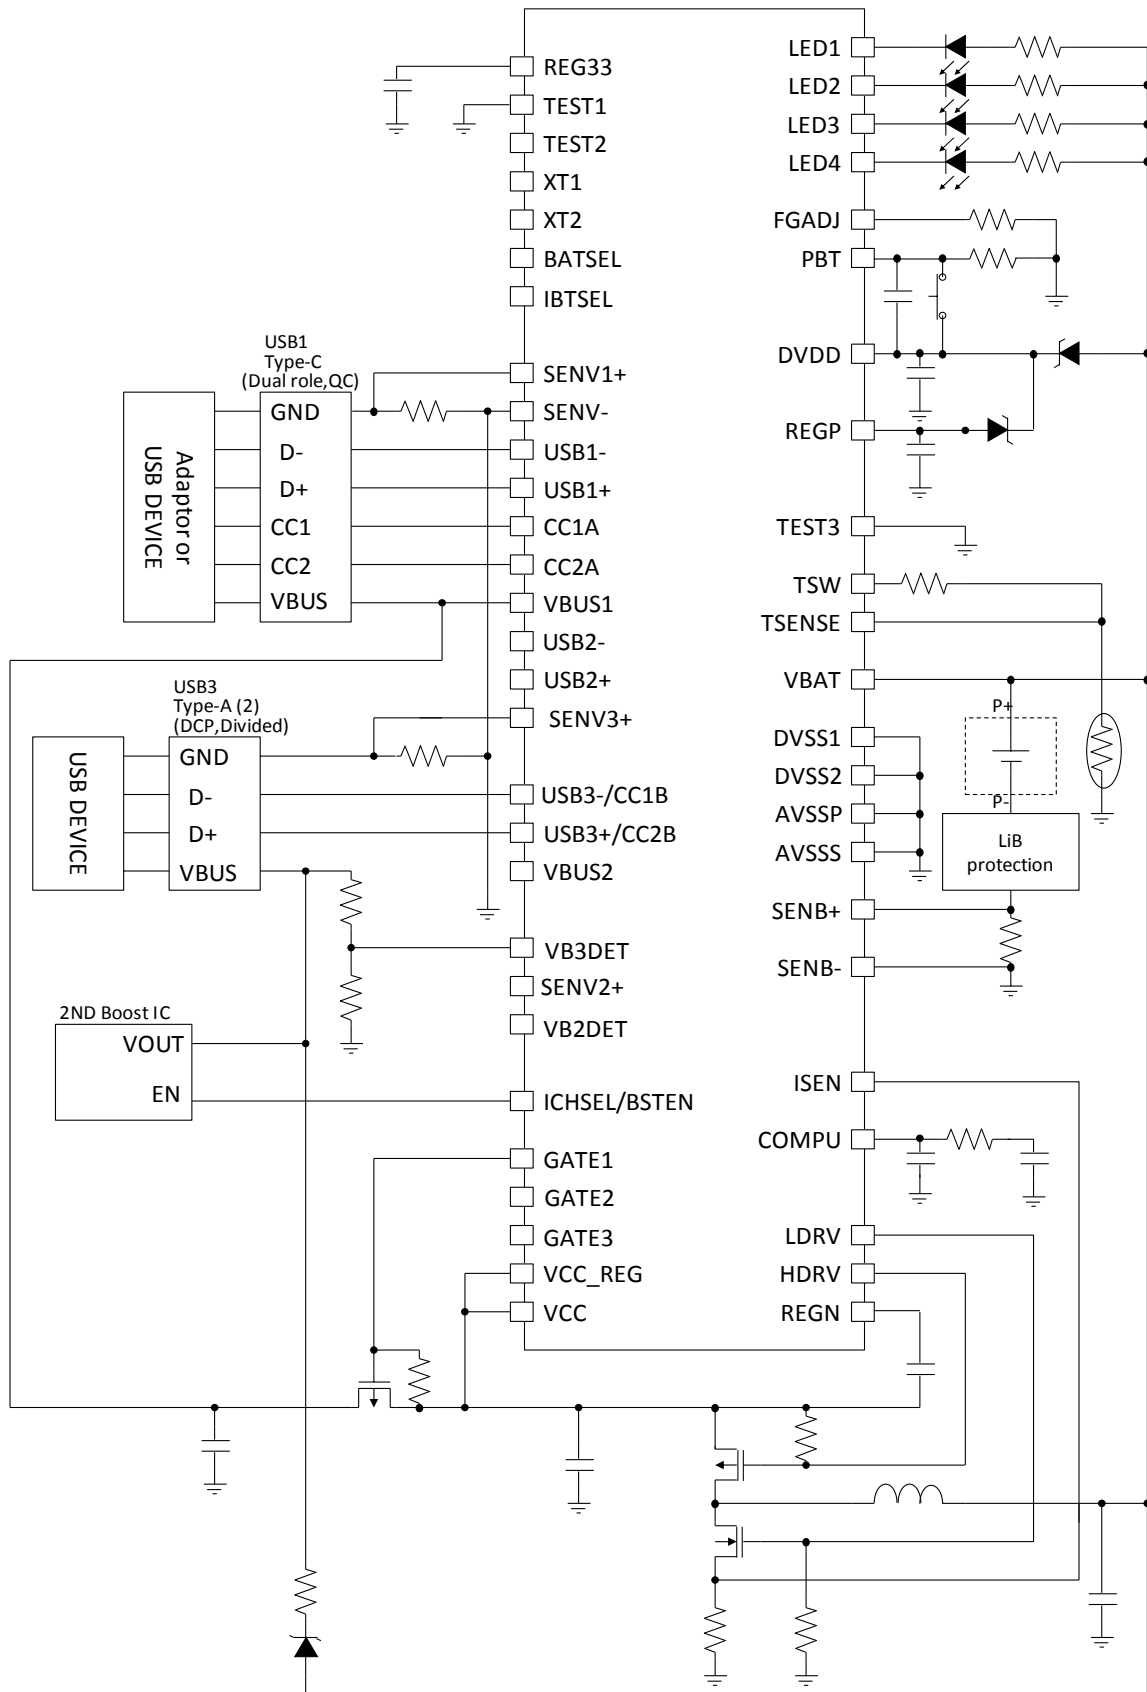 REG33
TEST1
TEST2
XT1
XT2
BATSEL
IBTSEL
USB1
Type-C
(Dual role,QC)
Adaptor or
USB DEVICE
GND
D-
D+
CC1
CC2
VBUS
SENV1+
SENV-
USB1-
USB1+
CC1A
CC2A
VBUS1
USB2-
USB2+
SENV3+
USB3
Type-A (2)
(DCP,Divided)
USB DEVICE
GND
D-
D+
VBUS
USB3-/CC1B
USB3+/CC2B
VBUS2
VB3DET
SENV2+
VB2DET
2ND Boost IC
VOUT
EN
ICHSEL/BSTEN
GATE1
GATE2
GATE3
VCC_REG
VCC
LED1
LED2
LED3
LED4
FGADJ
PBT
DVDD
REGP
TEST3
TSW
TSENSE
VBAT
P+
P-
DVSS1
DVSS2
AVSSP
AVSSS
LiB
protection
SENB+
SENB-
ISEN
COMPU
LDRV
HDRV
REGN